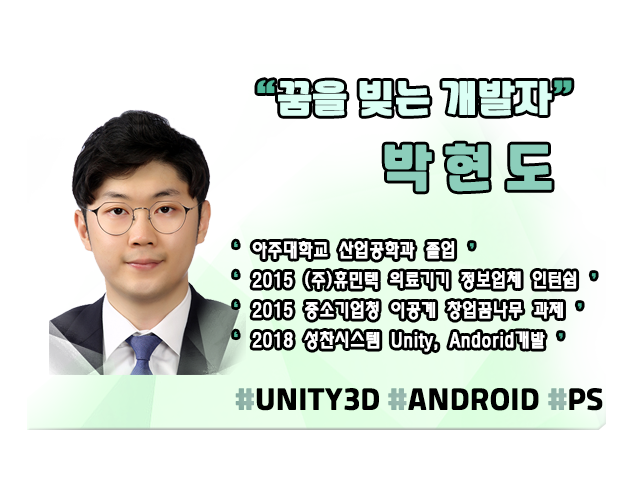 “꿈을 빚는 개발자”
박현도
‘ 아주대학교 산업공학과 졸업 ’
‘ 2015 (주)휴민텍 의료기기 정보업체 인턴쉽 ’
‘ 2015 중소기업청 이공계 창업꿈나무 과제 ’
‘ 2018 성찬시스템 Unity, Andorid개발 ’
#UNITY3D #ANDROID #PS